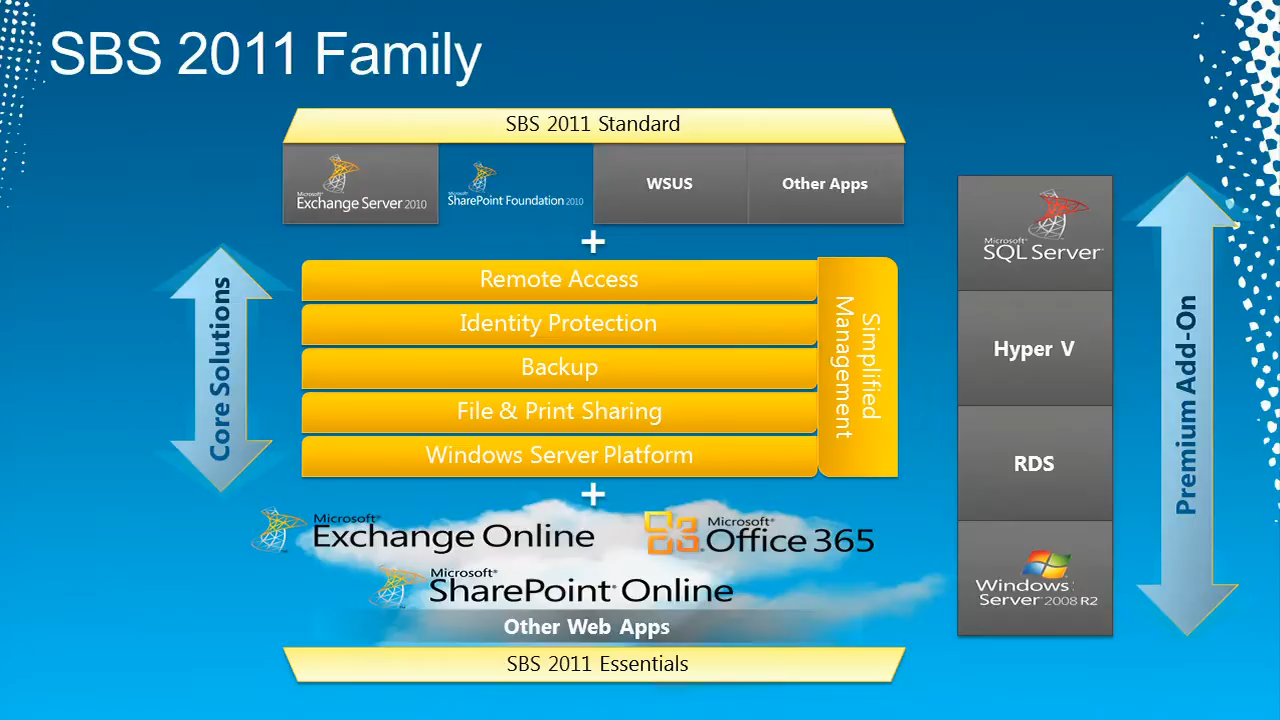 SBS 2011 Family
SBS 2011 Standard
Microsoft
Exchange Server 2010
Microsoft
SharePoint Foundation 2010
WSUS
Other Apps
+
Core Solutions
Remote Access
Identity Protection
Backup
File & Print Sharing
Windows Server Platform
Simplified
Management
+
Microsoft®
Exchange Online
Microsoft®
Office 365
Microsoft®
SharePoint® Online
Other Web Apps
SBS 2011 Essentials
Microsoft®
SQL Server®
Hyper V
RDS
Windows
Server® 2008 R2
Premium Add-On